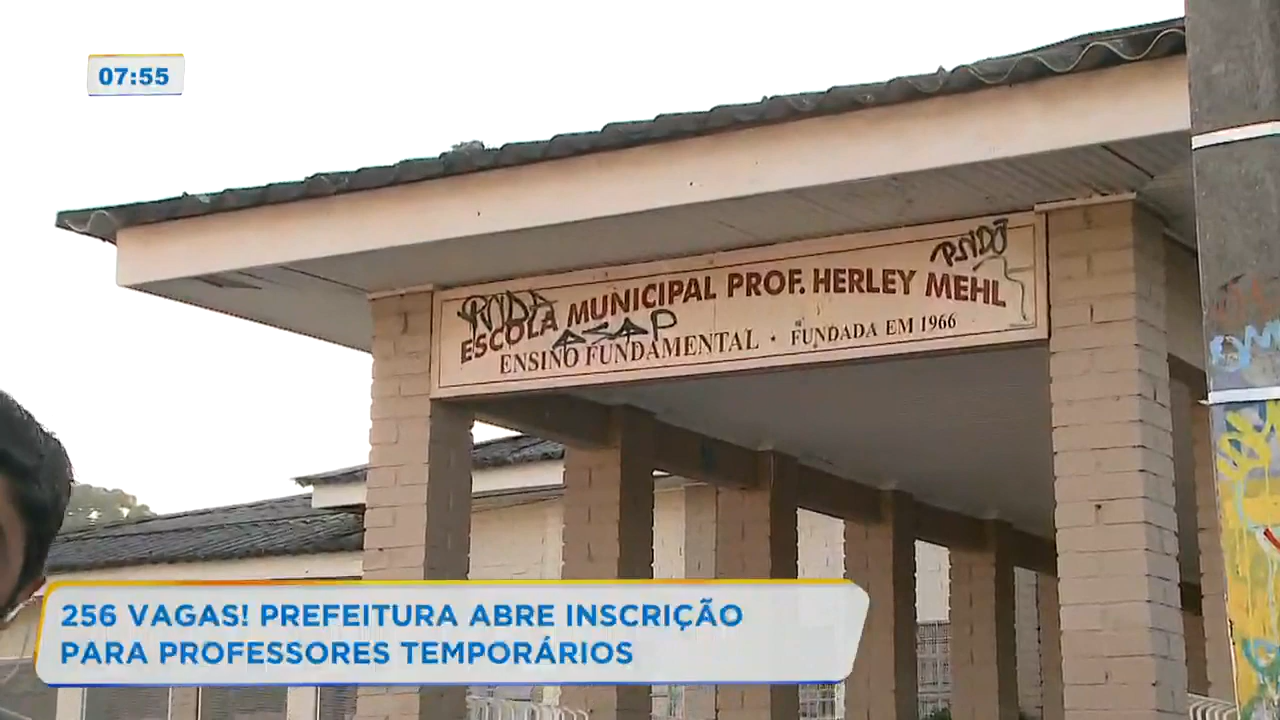 07:55
ESCOLA MUNICIPAL PROF. HERLEY MEHL
ENSINO FUNDAMENTAL · FUNDADA EM 1966
256 VAGAS! PREFEITURA ABRE INSCRIÇÃO
PARA PROFESSORES TEMPORÁRIOS